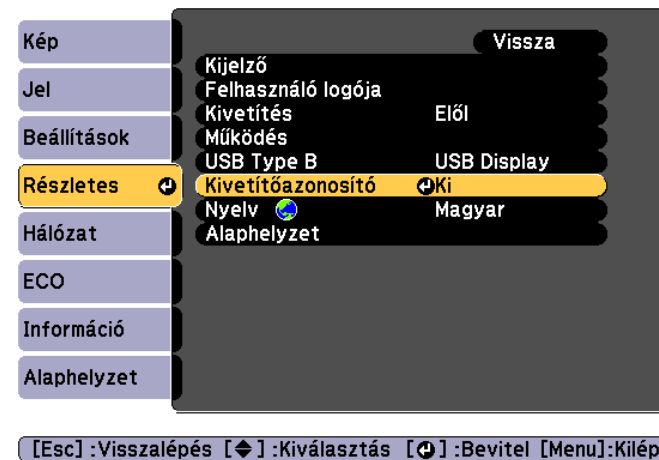 Kép
Jel
Beállítások
Részletes
Hálózat
ECO
Információ
Alaphelyzet
Vissza
Kijelző
Felhasználó logója
Kivetítés Elől
Működés
USB Type B USB Display
Kivetítőazonosító Ki
Nyelv Magyar
Alaphelyzet
[Esc] :Visszalépés [ ] :Kiválasztás [ ] :Bevitel [Menu]:Kilép